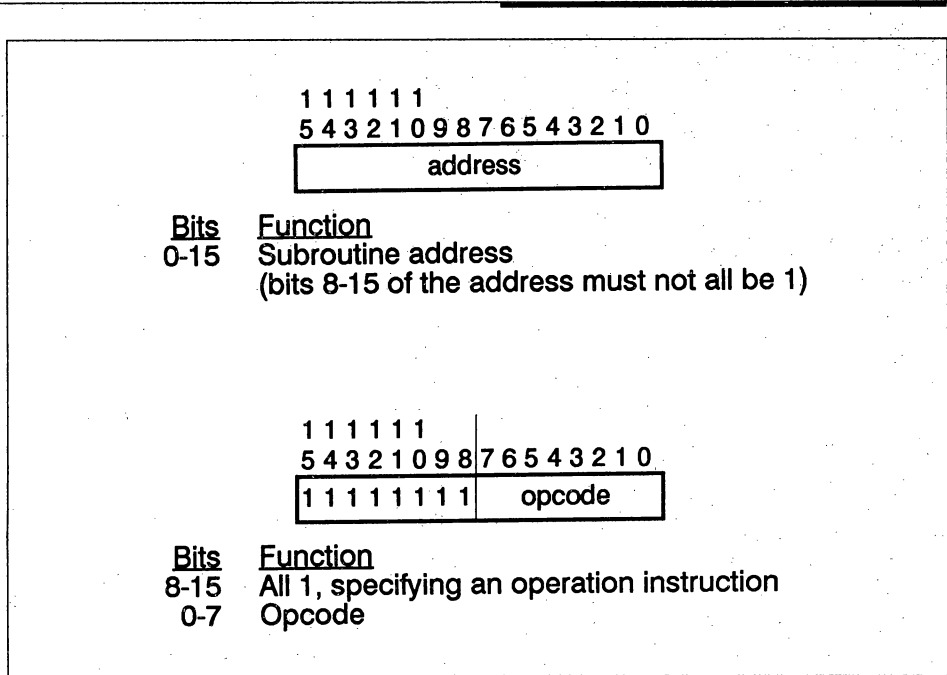 1 1 1 1 1 1
5 4 3 2 1 0 9 8 7 6 5 4 3 2 1 0
address
Bits Function
0-15 Subroutine address
(bits 8-15 of the address must not all be 1)
1 1 1 1 1 1
5 4 3 2 1 0 9 8 7 6 5 4 3 2 1 0
1 1 1 1 1 1 1 1 opcode
Bits Function
8-15 All 1, specifying an operation instruction
0-7 Opcode